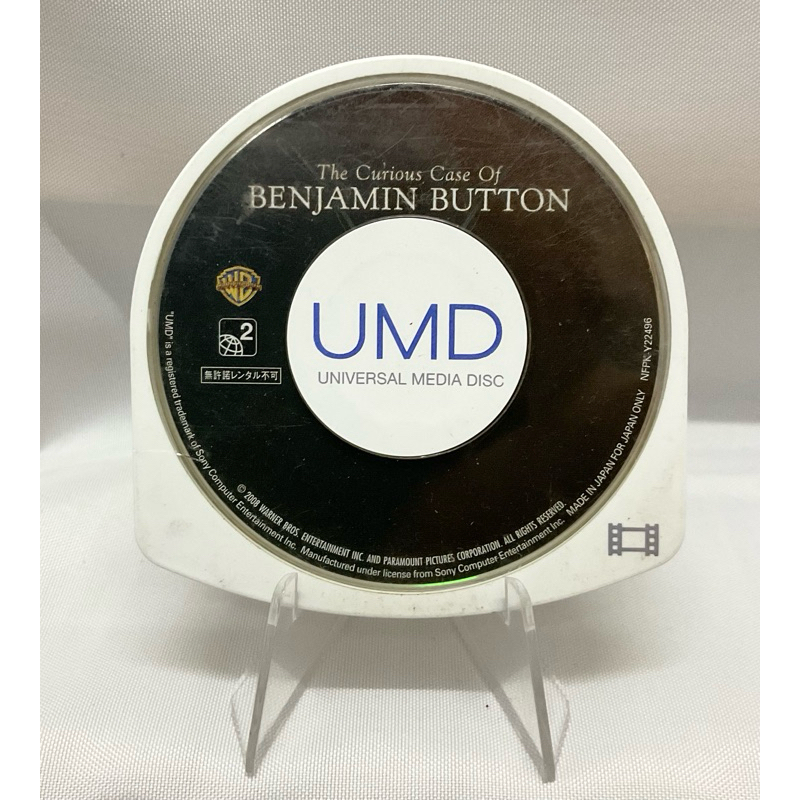 The Curious Case Of
BENJAMIN BUTTON
WB
2
無許諾レンタル不可
UMD
UNIVERSAL MEDIA DISC
"UMD" is a registered trademark of Sony Computer Entertainment Inc. Manufactured under license from Sony Computer Entertainment Inc. MADE IN JAPAN FOR JAPAN ONLY NFPK-Y22496
© 2008 WARNER BROS. ENTERTAINMENT INC. AND PARAMOUNT PICTURES CORPORATION. ALL RIGHTS RESERVED.